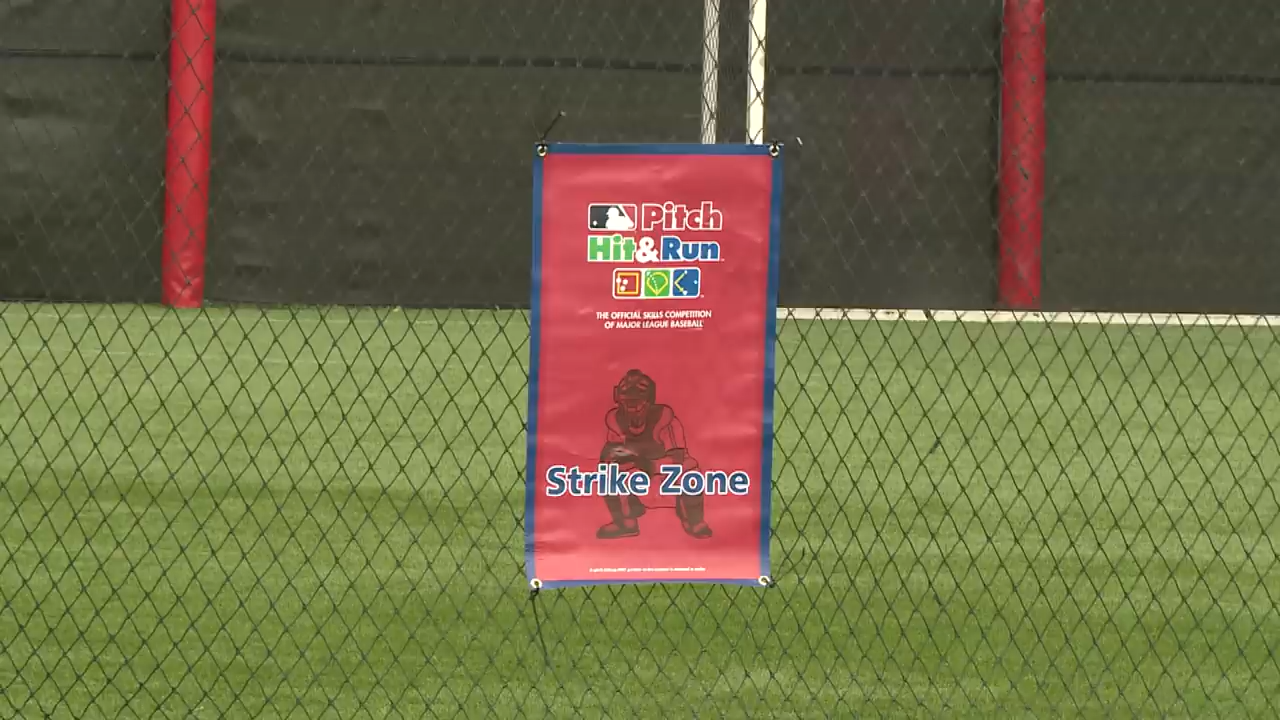 Pitch
Hit & Run
THE OFFICIAL SKILLS COMPETITION
OF MAJOR LEAGUE BASEBALL
Strike Zone